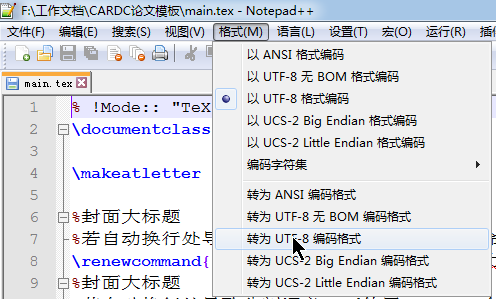 F:\工作文档\CARDC论文模板\main.tex - Notepad++
文件(F) 编辑(E) 搜索(S) 视图(V) 格式(M) 语言(L) 设置(T) 宏(O) 运行(R)
以 ANSI 格式编码
以 UTF-8 无 BOM 格式编码
以 UTF-8 格式编码
以 UCS-2 Big Endian 格式编码
以 UCS-2 Little Endian 格式编码
编码字符集
转为 ANSI 编码格式
转为 UTF-8 无 BOM 编码格式
转为 UTF-8 编码格式
转为 UCS-2 Big Endian 编码格式
转为 UCS-2 Little Endian 编码格式
main.tex
1 % !Mode:: "TeX
2 \documentclass
3
4 \makeatletter
5
6 %封面大标题
7 %若自动换行处导
8 \renewcommand{
9 %封面大标题